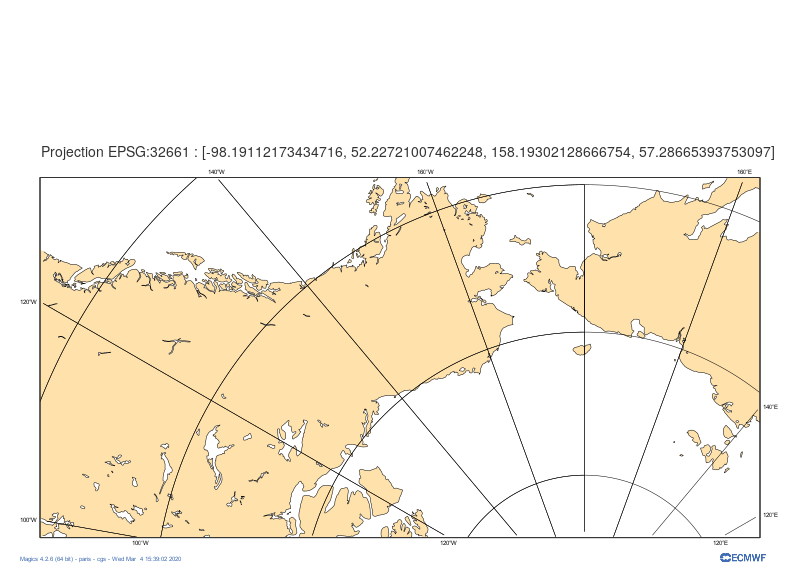 Projection EPSG:32661 : [-98.19112173434716, 52.22721007462248, 158.19302128666754, 57.28665393753097]
140°W 160°W 160°E
120°W
140°E
100°W
120°E
100°W 120°W 120°E
Magics 4.2.6 (64 bit) - paris - cgs - Wed Mar 4 15:39:02 2020
ECMWF